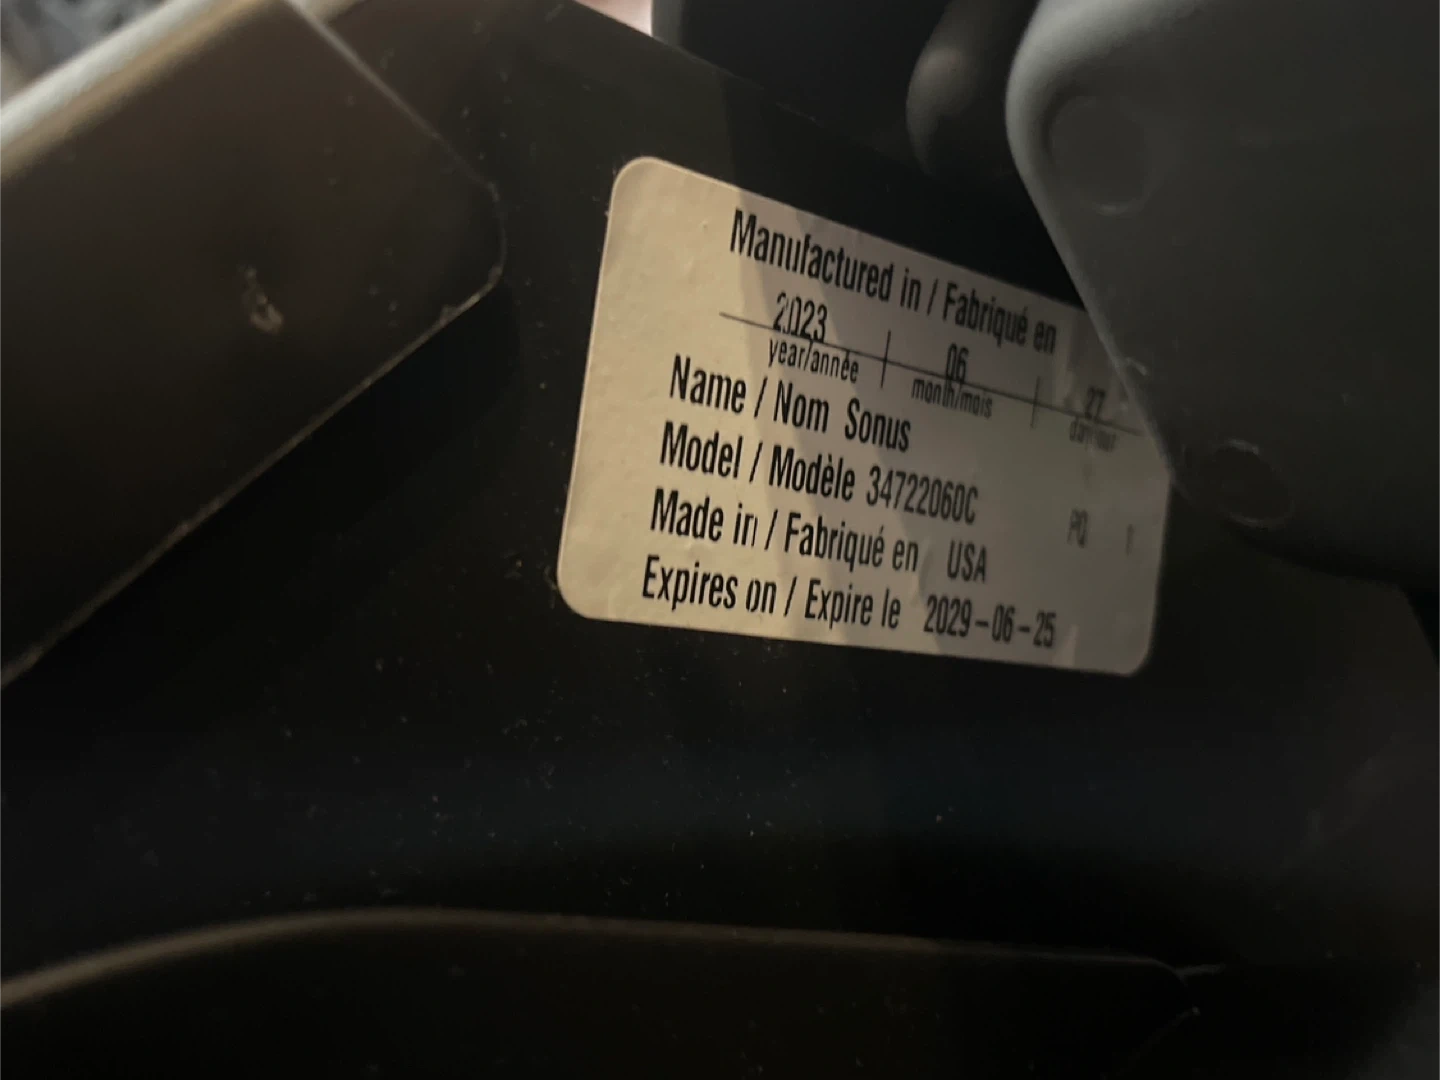 Manufactured in / Fabriqué en
2023 06 27
year/année month/mois
Name / Nom Sonus
Model / Modèle 34722060C
Made in / Fabriqué en USA
Expires on / Expire le 2029-06-25